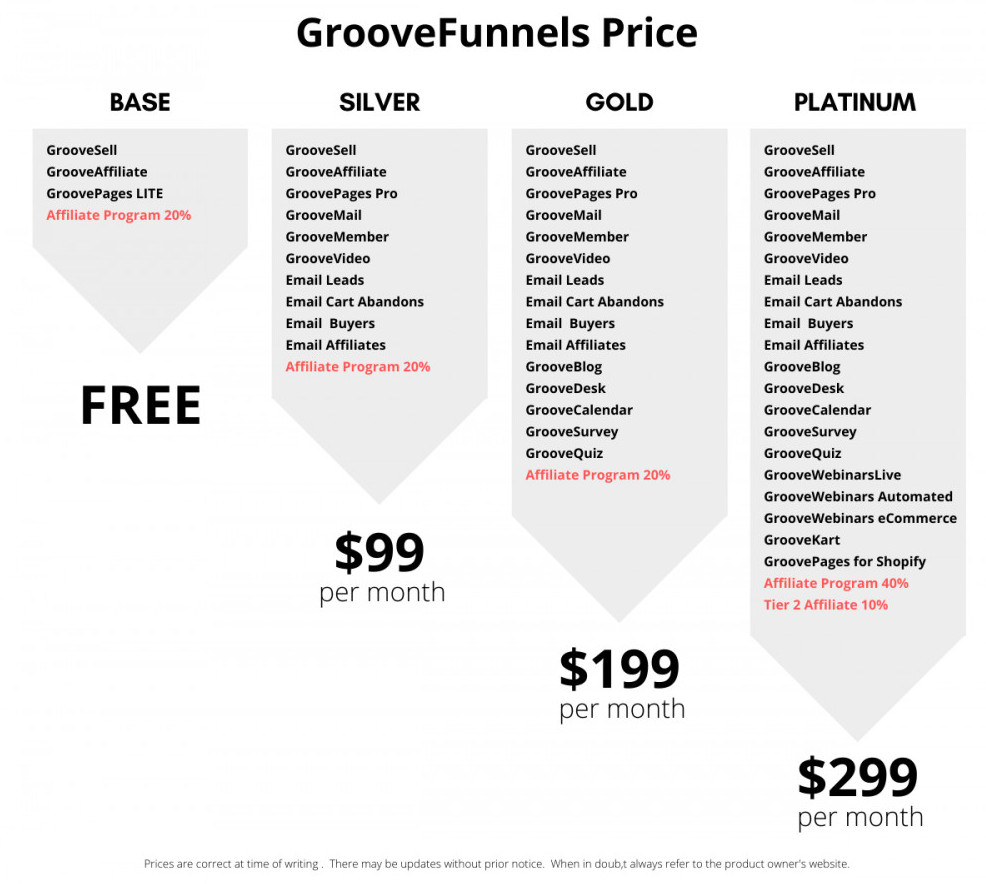 GrooveFunnels Price
BASE
GrooveSell
GrooveAffiliate
GroovePages LITE
Affiliate Program 20%
FREE
SILVER
GrooveSell
GrooveAffiliate
GroovePages Pro
GrooveMail
GrooveMember
GrooveVideo
Email Leads
Email Cart Abandons
Email  Buyers
Email Affiliates
Affiliate Program 20%
$99
per month
GOLD
GrooveSell
GrooveAffiliate
GroovePages Pro
GrooveMail
GrooveMember
GrooveVideo
Email Leads
Email Cart Abandons
Email  Buyers
Email Affiliates
GrooveBlog
GrooveDesk
GrooveCalendar
GrooveSurvey
GrooveQuiz
Affiliate Program 20%
$199
per month
PLATINUM
GrooveSell
GrooveAffiliate
GroovePages Pro
GrooveMail
GrooveMember
GrooveVideo
Email Leads
Email Cart Abandons
Email  Buyers
Email Affiliates
GrooveBlog
GrooveDesk
GrooveCalendar
GrooveSurvey
GrooveQuiz
GrooveWebinarsLive
GrooveWebinars Automated
GrooveWebinars eCommerce
GrooveKart
GroovePages for Shopify
Affiliate Program 40%
Tier 2 Affiliate 10%
$299
per month
Prices are correct at time of writing .  There may be updates without prior notice.  When in doub,t always refer to the product owner's website.